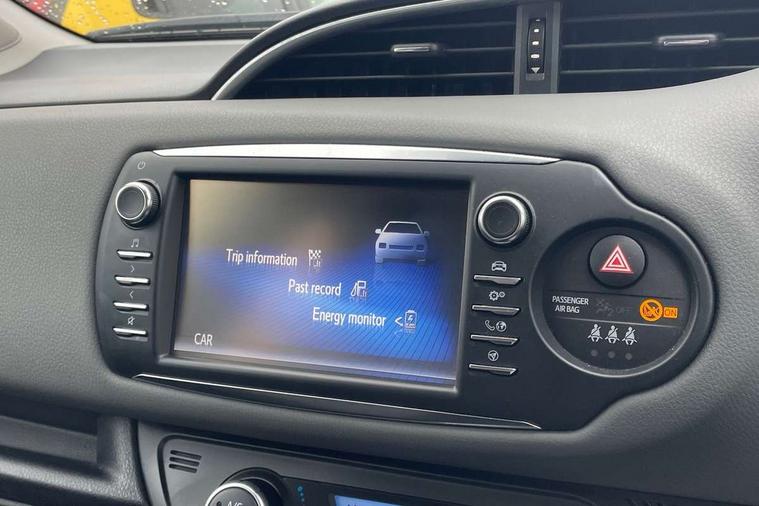 Trip information
Past record
Energy monitor
CAR
PASSENGER
AIR BAG
OFF
ON
A/C